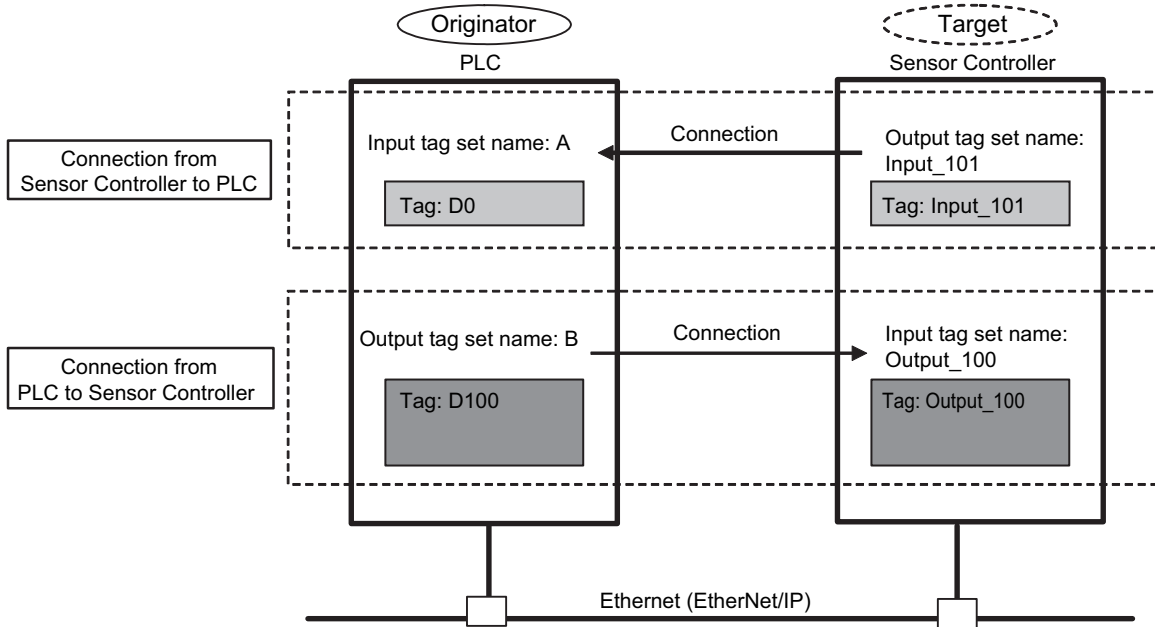 Originator
Target
PLC
Sensor Controller
Connection from
Sensor Controller to PLC
Input tag set name: A
Connection
Output tag set name:
Input_101
Tag: D0
Tag: Input_101
Connection from
PLC to Sensor Controller
Output tag set name: B
Connection
Input tag set name:
Output_100
Tag: D100
Tag: Output_100
Ethernet (EtherNet/IP)